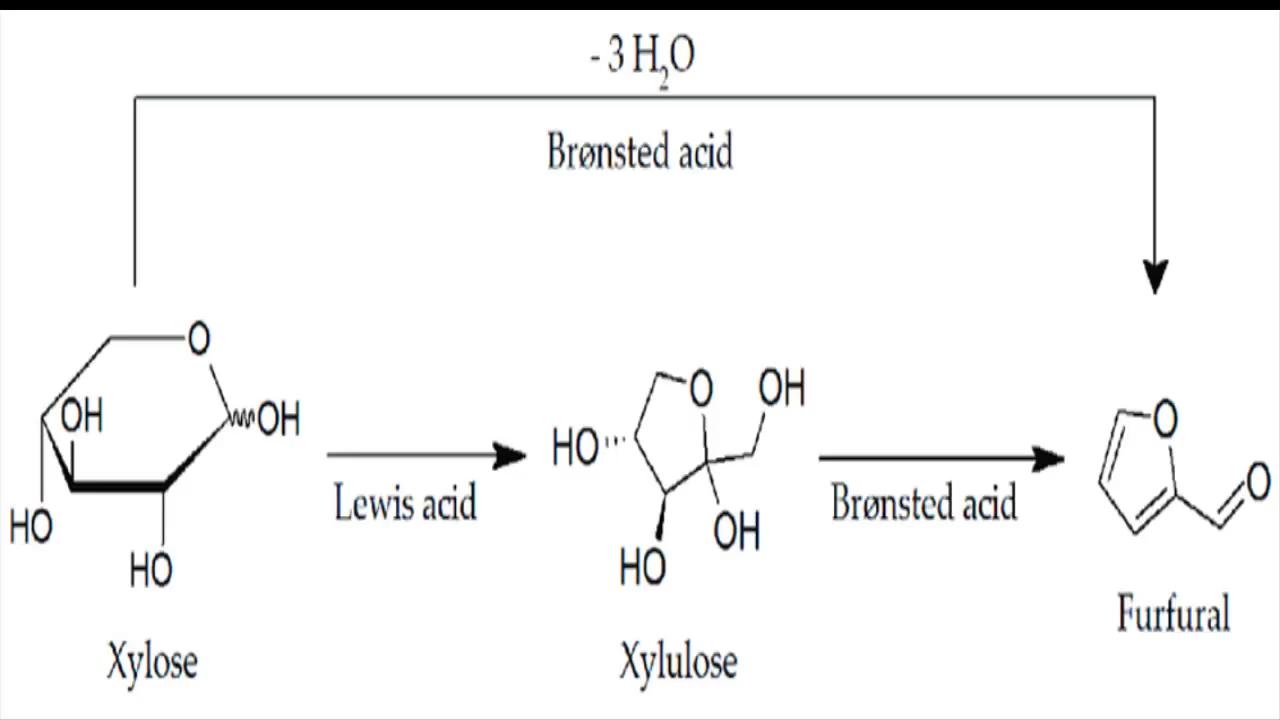 - 3 H2O
Brønsted acid
O
OH
OH
HO
HO
Xylose
Lewis acid
O
OH
HO
OH
HO
Xylulose
Brønsted acid
O
O
Furfural